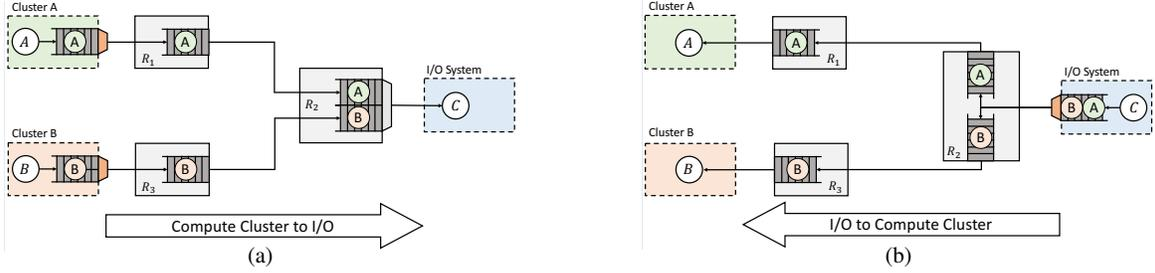 Cluster A
A
A
A
R1
Cluster B
B
B
B
R3
R2
A
B
I/O System
C
Compute Cluster to I/O
(a)
Cluster A
A
A
R1
Cluster B
B
B
R3
A
B
R2
I/O System
B A C
I/O to Compute Cluster
(b)